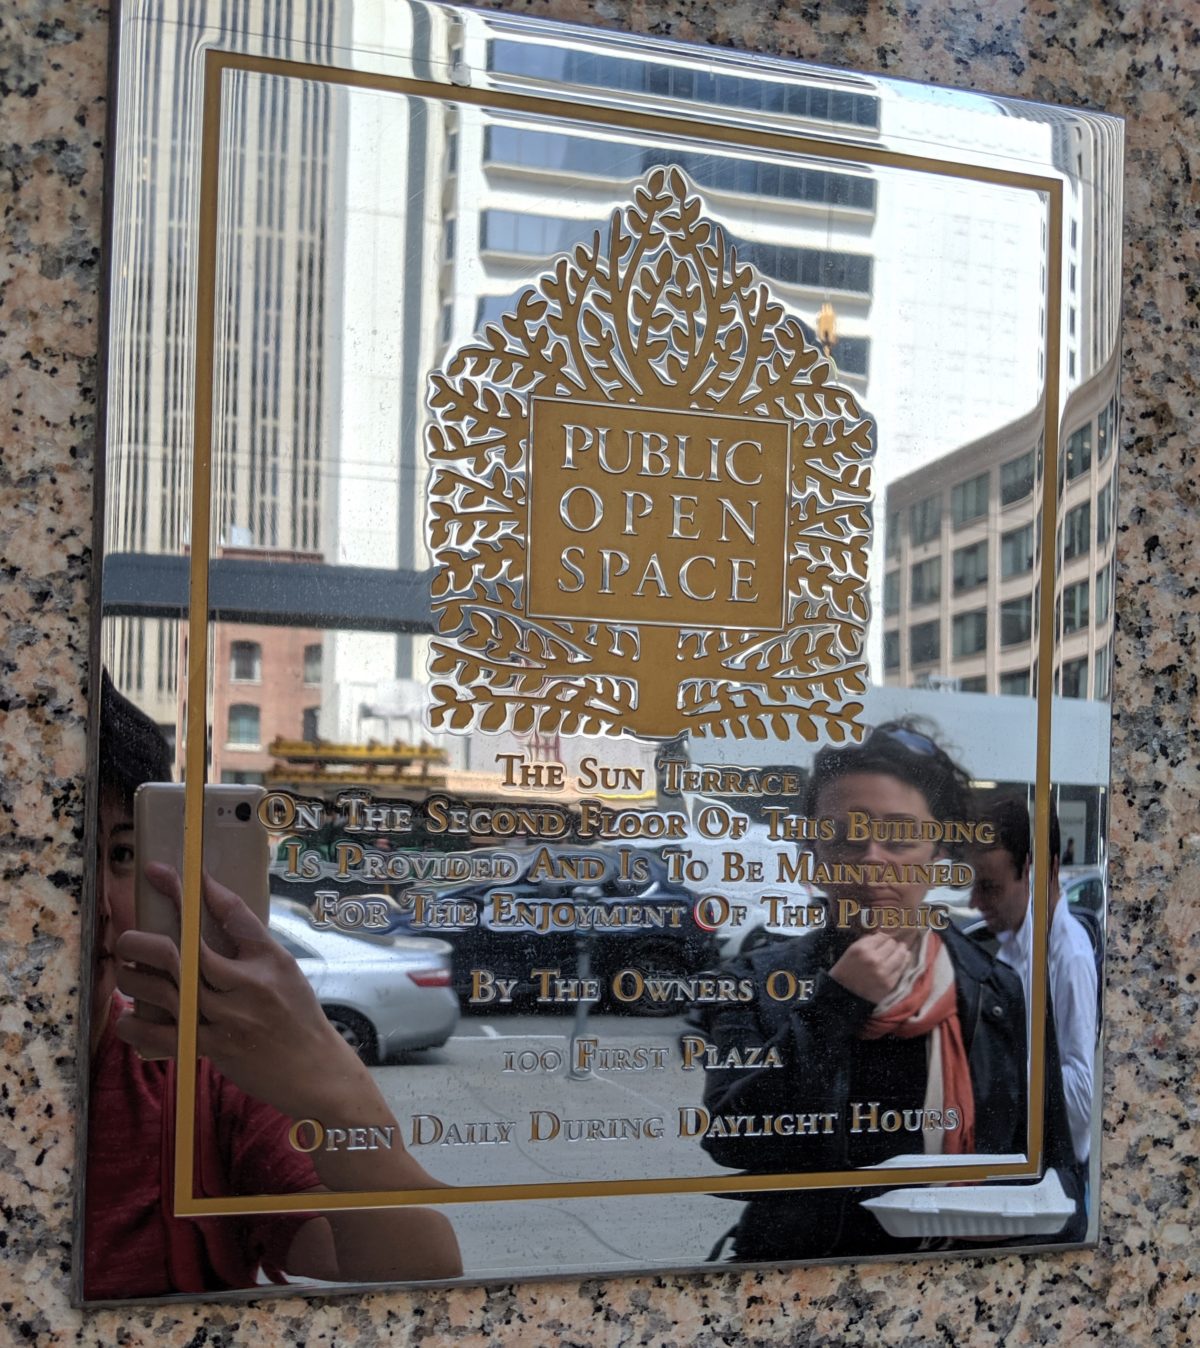 PUBLIC
OPEN
SPACE
THE SUN TERRACE
ON THE SECOND FLOOR OF THIS BUILDING
IS PROVIDED AND IS TO BE MAINTAINED
FOR THE ENJOYMENT OF THE PUBLIC
BY THE OWNERS OF
100 FIRST PLAZA
OPEN DAILY DURING DAYLIGHT HOURS